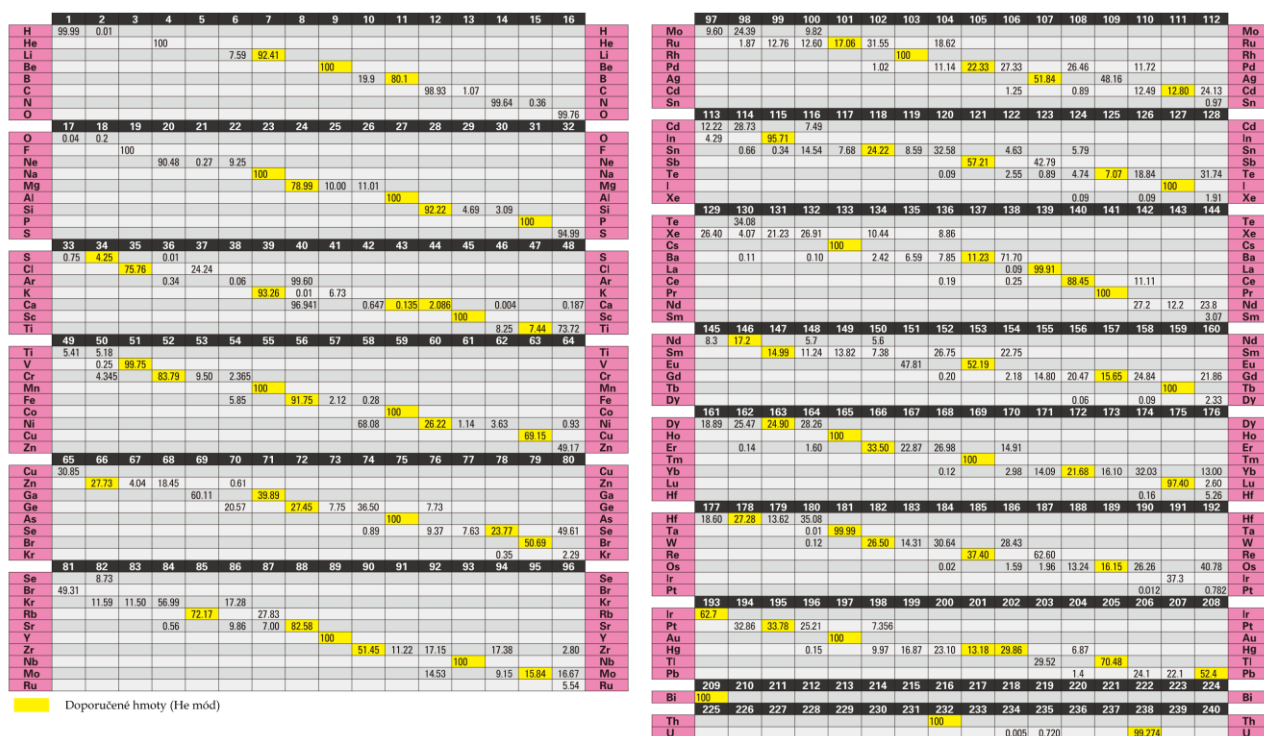 1 2 3 4 5 6 7 8 9 10 11 12 13 14 15 16
H 99.99 0.01 H
He 100 He
Li 7.59 92.41 Li
Be 100 Be
B 19.9 80.1 B
C 98.93 1.07 C
N 99.64 0.36 N
O 99.76 O
17 18 19 20 21 22 23 24 25 26 27 28 29 30 31 32
O 0.04 0.2 O
F 100 F
Ne 90.48 0.27 9.25 Ne
Na 100 Na
Mg 78.99 10.00 11.01 Mg
Al 100 Al
Si 92.22 4.69 3.09 Si
P 100 P
S 94.99 S
33 34 35 36 37 38 39 40 41 42 43 44 45 46 47 48
S 0.75 4.25 0.01 S
Cl 75.76 24.24 Cl
Ar 0.34 0.06 99.60 Ar
K 93.26 0.01 6.73 K
Ca 96.941 0.647 0.135 2.086 0.004 0.187 Ca
Sc 100 Sc
Ti 8.25 7.44 73.72 Ti
49 50 51 52 53 54 55 56 57 58 59 60 61 62 63 64
Ti 5.41 5.18 Ti
V 0.25 99.75 V
Cr 4.345 83.79 9.50 2.365 Cr
Mn 100 Mn
Fe 5.85 91.75 2.12 0.28 Fe
Co 100 Co
Ni 68.08 26.22 1.14 3.63 0.93 Ni
Cu 69.15 Cu
Zn 49.17 Zn
65 66 67 68 69 70 71 72 73 74 75 76 77 78 79 80
Cu 30.85 Cu
Zn 27.73 4.04 18.45 0.61 Zn
Ga 60.11 39.89 Ga
Ge 20.57 27.45 7.75 36.50 7.73 Ge
As 100 As
Se 0.89 9.37 7.63 23.77 49.61 Se
Br 50.69 Br
Kr 0.35 2.29 Kr
81 82 83 84 85 86 87 88 89 90 91 92 93 94 95 96
Se 8.73 Se
Br 49.31 Br
Kr 11.59 11.50 56.99 17.28 Kr
Rb 72.17 27.83 Rb
Sr 0.56 9.86 7.00 82.58 Sr
Y 100 Y
Zr 51.45 11.22 17.15 17.38 2.80 Zr
Nb 100 Nb
Mo 14.53 9.15 15.84 16.67 Mo
Ru 5.54 Ru
Doporučené hmoty (He mód)
97 98 99 100 101 102 103 104 105 106 107 108 109 110 111 112
Mo 9.60 24.39 9.82 Mo
Ru 1.87 12.76 12.60 17.06 31.55 18.62 Ru
Rh 100 Rh
Pd 1.02 11.14 22.33 27.33 26.46 11.72 Pd
Ag 51.84 48.16 Ag
Cd 1.25 0.89 12.49 12.80 24.13 Cd
Sn 0.97 Sn
113 114 115 116 117 118 119 120 121 122 123 124 125 126 127 128
Cd 12.22 28.73 7.49 Cd
In 4.29 95.71 In
Sn 0.66 0.34 14.54 7.68 24.22 8.59 32.58 4.63 5.79 Sn
Sb 57.21 42.79 Sb
Te 0.09 2.55 0.89 4.74 7.07 18.84 31.74 Te
I 100 I
Xe 0.09 0.09 1.91 Xe
129 130 131 132 133 134 135 136 137 138 139 140 141 142 143 144
Te 34.08 Te
Xe 26.40 4.07 21.23 26.91 10.44 8.86 Xe
Cs 100 Cs
Ba 0.11 0.10 2.42 6.59 7.85 11.23 71.70 Ba
La 0.09 99.91 La
Ce 0.19 0.25 88.45 11.11 Ce
Pr 100 Pr
Nd 27.2 12.2 23.8 Nd
Sm 3.07 Sm
145 146 147 148 149 150 151 152 153 154 155 156 157 158 159 160
Nd 8.3 17.2 5.7 5.6 Nd
Sm 14.99 11.24 13.82 7.38 26.75 22.75 Sm
Eu 47.81 52.19 Eu
Gd 0.20 2.18 14.80 20.47 15.65 24.84 21.86 Gd
Tb 100 Tb
Dy 0.06 0.09 2.33 Dy
161 162 163 164 165 166 167 168 169 170 171 172 173 174 175 176
Dy 18.89 25.47 24.90 28.26 Dy
Ho 100 Ho
Er 0.14 1.60 33.50 22.87 26.98 14.91 Er
Tm 100 Tm
Yb 0.12 2.98 14.09 21.68 16.10 32.03 13.00 Yb
Lu 97.40 2.60 Lu
Hf 0.16 5.26 Hf
177 178 179 180 181 182 183 184 185 186 187 188 189 190 191 192
Hf 18.60 27.28 13.62 35.08 Hf
Ta 0.01 99.99 Ta
W 0.12 26.50 14.31 30.64 28.43 W
Re 37.40 62.60 Re
Os 0.02 1.59 1.96 13.24 16.15 26.26 40.78 Os
Ir 37.3 Ir
Pt 0.012 0.782 Pt
193 194 195 196 197 198 199 200 201 202 203 204 205 206 207 208
Ir 62.7 Ir
Pt 32.86 33.78 25.21 7.356 Pt
Au 100 Au
Hg 0.15 9.97 16.87 23.10 13.18 29.86 6.87 Hg
Tl 29.52 70.48 Tl
Pb 1.4 24.1 22.1 52.4 Pb
209 210 211 212 213 214 215 216 217 218 219 220 221 222 223 224
Bi 100 Bi
225 226 227 228 229 230 231 232 233 234 235 236 237 238 239 240
Th 100 Th
U 0.005 0.720 99.274 U